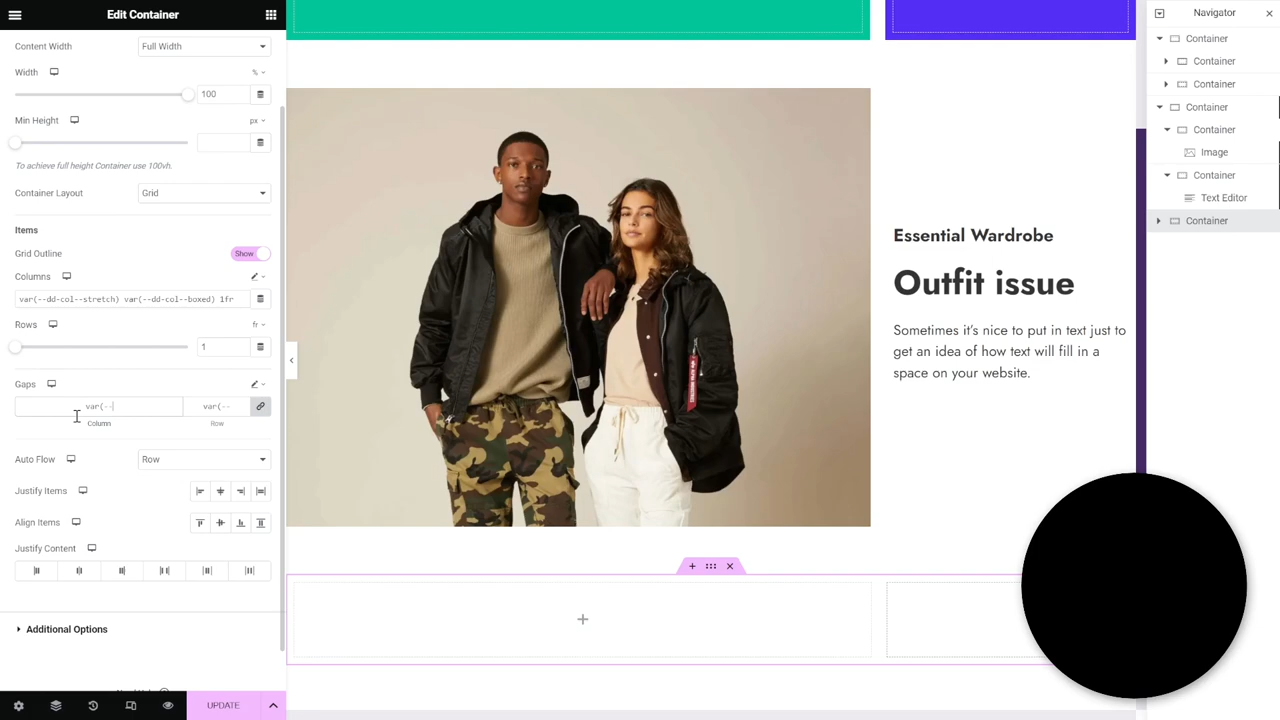 Edit Container
Content Width
Full Width
Width
%
100
Min Height
px
To achieve full height Container use 100vh.
Container Layout
Grid
Items
Grid Outline
Show
Columns
var(--dd-col--stretch) var(--dd-col--boxed) 1fr
Rows
fr
1
Gaps
var(--
var(--
Column
Row
Auto Flow
Row
Justify Items
Align Items
Justify Content
Additional Options
UPDATE
Essential Wardrobe
Outfit issue
Sometimes it's nice to put in text just to
get an idea of how text will fill in a
space on your website.
Navigator
Container
Container
Container
Container
Container
Image
Container
Text Editor
Container